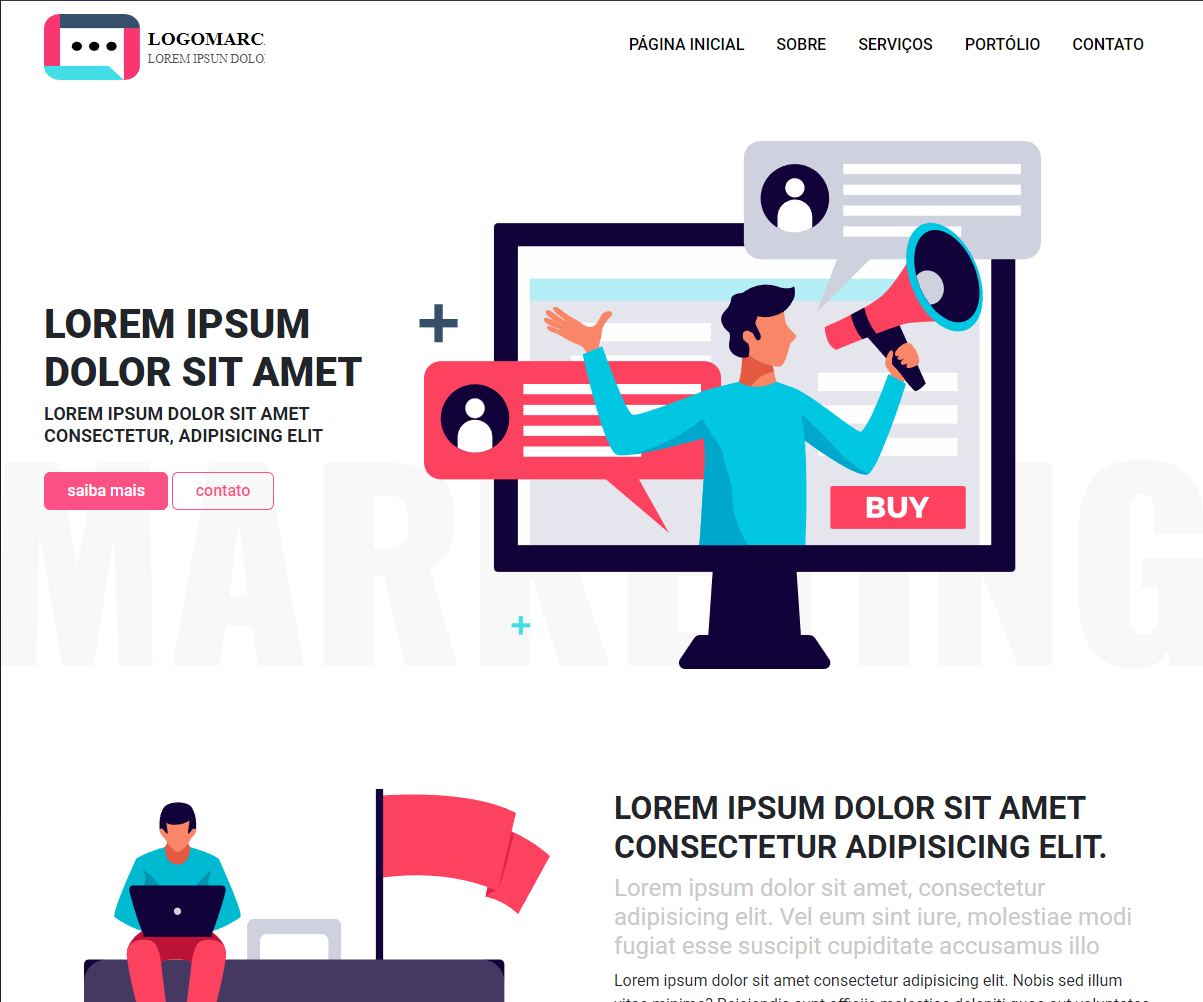 LOGOMARC
LOREM IPSUN DOLO
PÁGINA INICIAL SOBRE SERVIÇOS PORTÓLIO CONTATO
LOREM IPSUM
DOLOR SIT AMET
LOREM IPSUM DOLOR SIT AMET
CONSECTETUR, ADIPISICING ELIT
saiba mais contato
BUY
MARKETING
LOREM IPSUM DOLOR SIT AMET
CONSECTETUR ADIPISICING ELIT.
Lorem ipsum dolor sit amet, consectetur
adipisicing elit. Vel eum sint iure, molestiae modi
fugiat esse suscipit cupiditate accusamus illo
Lorem ipsum dolor sit amet consectetur adipisicing elit. Nobis sed illum